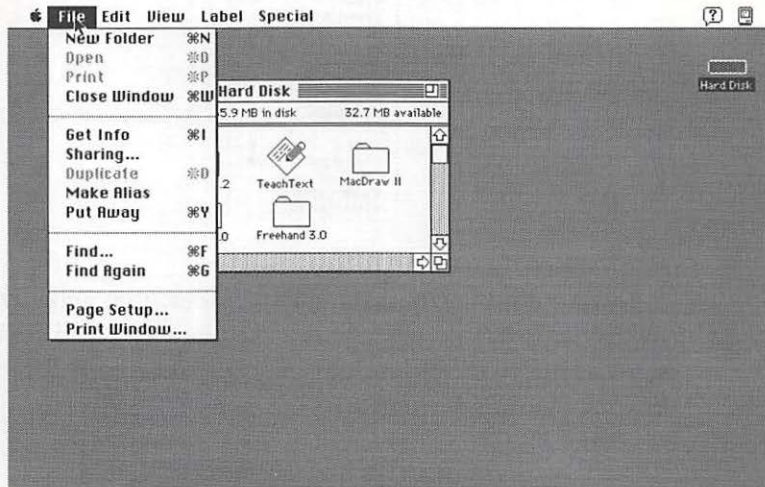 File Edit View Label Special
New Folder ⌘N
Open ⌘O
Print ⌘P
Close Window ⌘W
Get Info ⌘I
Sharing...
Duplicate ⌘D
Make Alias
Put Away ⌘Y
Find... ⌘F
Find Again ⌘G
Page Setup...
Print Window...
Hard Disk
5.9 MB in disk 32.7 MB available
.2 TeachText MacDraw II
.0 Freehand 3.0
?
Hard Disk